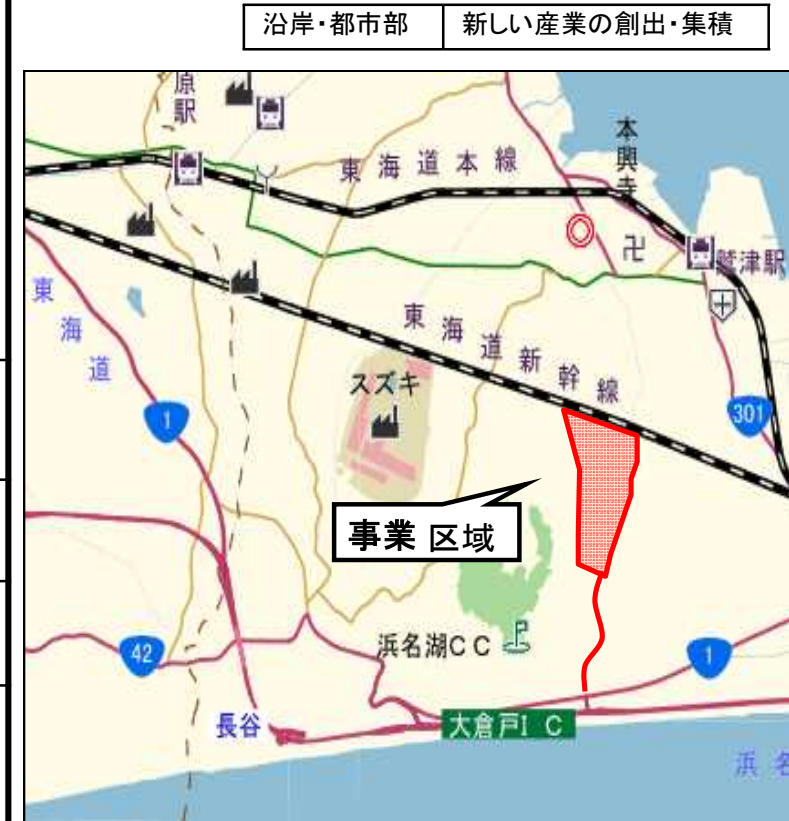 沿岸・都市部 新しい産業の創出・集積
原駅
本興寺
東海道本線
鷲津駅
東海道
東海道新幹線
スズキ
1
301
事業 区域
42
浜名湖CC
1
長谷
大倉戸I C
浜名